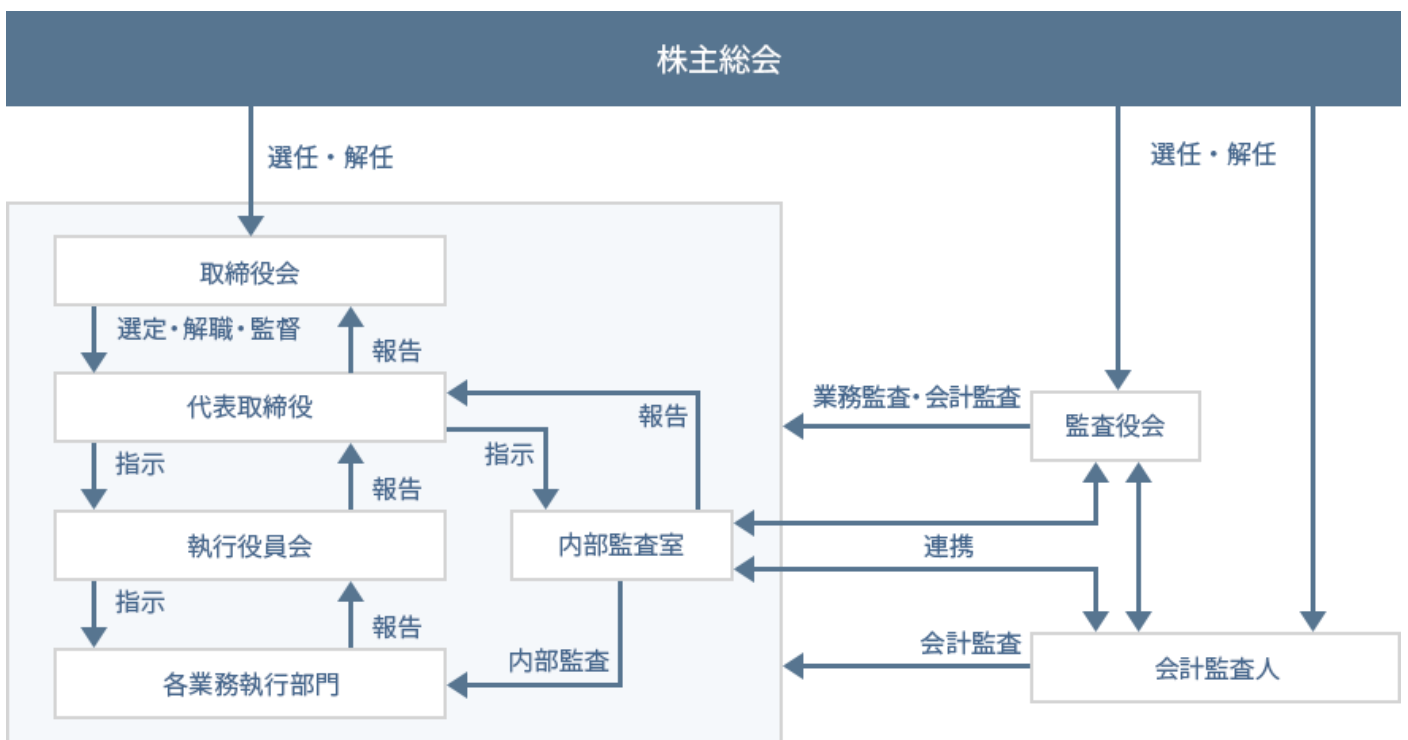 株主総会
選任・解任
選任・解任
取締役会
選定・解職・監督
報告
代表取締役
業務監査・会計監査
監査役会
報告
指示
指示
報告
執行役員会
内部監査室
連携
指示
報告
会計監査
内部監査
各業務執行部門
会計監査人